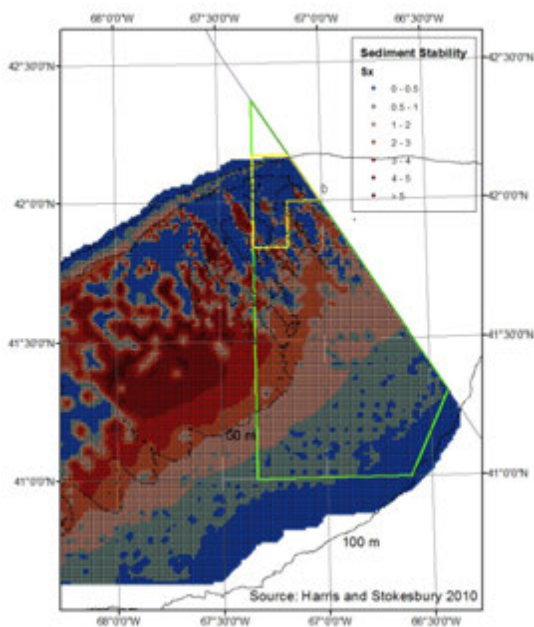 68°0'0"W 67°30'0"W 67°0'0"W 66°30'0"W
42°30'0"N 42°30'0"N
Sediment Stability
Sx
0 - 0.5
0.5 - 1
1 - 2
2 - 3
3 - 4
4 - 5
> 5
42°0'0"N 42°0'0"N
b
41°30'0"N 41°30'0"N
50 m
41°0'0"N 41°0'0"N
100 m
Source: Harris and Stokesbury 2010
68°0'0"W 67°30'0"W 67°0'0"W 66°30'0"W